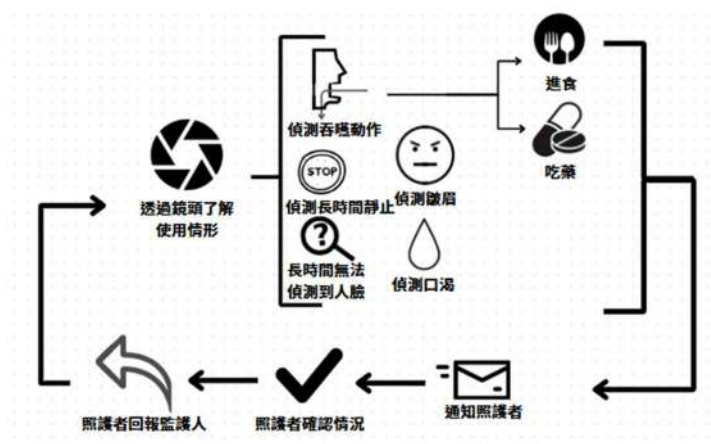 進食
偵測吞嚥動作
吃藥
STOP
透過鏡頭了解
使用情形
偵測長時間靜止
偵測皺眉
長時間無法
偵測到人臉
偵測口渴
照護者回報監護人
照護者確認情況
通知照護者